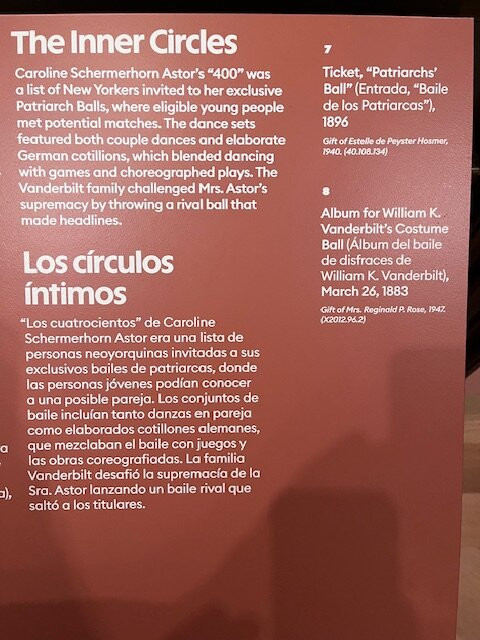 The Inner Circles
Caroline Schermerhorn Astor's "400" was
a list of New Yorkers invited to her exclusive
Patriarch Balls, where eligible young people
met potential matches. The dance sets
featured both couple dances and elaborate
German cotillions, which blended dancing
with games and choreographed plays. The
Vanderbilt family challenged Mrs. Astor's
supremacy by throwing a rival ball that
made headlines.
Los círculos
íntimos
"Los cuatrocientos" de Caroline
Schermerhorn Astor era una lista de
personas neoyorquinas invitadas a sus
exclusivos bailes de patriarcas, donde
las personas jóvenes podían conocer
a una posible pareja. Los conjuntos de
baile incluían tanto danzas en pareja
como elaborados cotillones alemanes,
que mezclaban el baile con juegos y
las obras coreografiadas. La familia
Vanderbilt desafió la supremacía de la
Sra. Astor lanzando un baile rival que
saltó a los titulares.
7
Ticket, "Patriarchs'
Ball" (Entrada, "Baile
de los Patriarcas"),
1896
Gift of Estelle de Peyster Hosmer,
1940. (40.108.134)
8
Album for William K.
Vanderbilt's Costume
Ball (Álbum del baile
de disfraces de
William K. Vanderbilt),
March 26, 1883
Gift of Mrs. Reginald P. Rose, 1947.
(X2012.96.2)